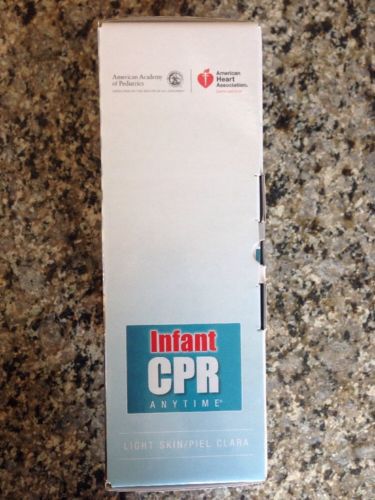 American Academy
of Pediatrics
American
Heart
Association®
Infant
CPR
ANYTIME®
LIGHT SKIN/PIEL CLARA